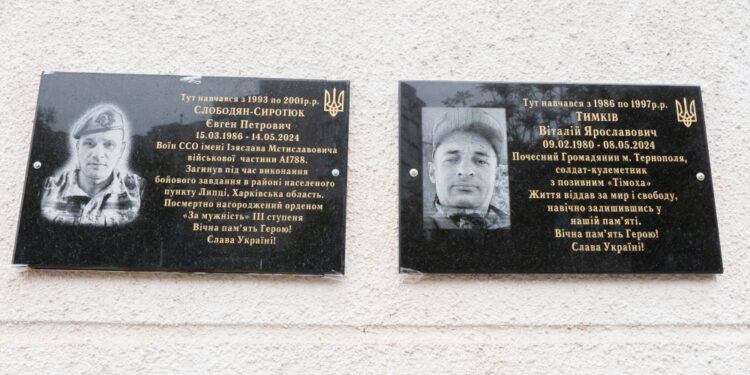 Тут навчався з 1993 по 2001р.р.
СЛОБОДЯН-СИРОТЮК
Євген Петрович
15.03.1986 - 14.05.2024
Воїн ССО імені Ізяслава Мстиславовича
військової частини А1788.
Загинув під час виконання
бойового завдання в районі населеного
пункту Липці, Харківська область.
Посмертно нагороджений орденом
«За мужність» ІІІ ступеня
Вічна пам'ять Герою!
Слава Україні!
Тут навчався з 1986 по 1997р.р.
ТИМКІВ
Віталій Ярославович
09.02.1980 - 08.05.2024
Почесний Громадянин м. Тернополя,
солдат-кулеметник
з позивним "Тімоха"
Життя віддав за мир і свободу,
навічно залишившись у
нашій пам'яті.
Вічна пам'ять Герою!
Слава Україні!